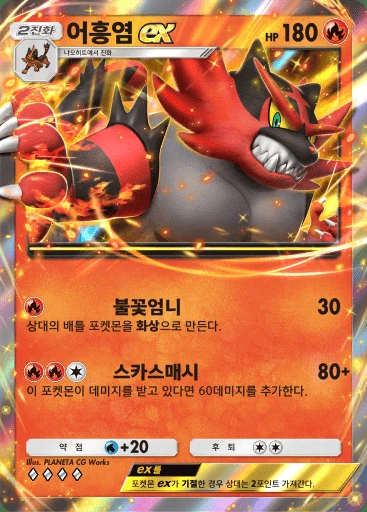 2진화 어흥염 ex HP 180
냐오히트에서 진화
불꽃엄니 30
상대의 배틀 포켓몬을 화상으로 만든다.
스카스매시 80+
이 포켓몬이 데미지를 받고 있다면 60데미지를 추가한다.
약 점 +20 후 퇴
Illus. PLANETA CG Works
ex 룰
포켓몬 ex가 기절한 경우 상대는 2포인트 가져간다.